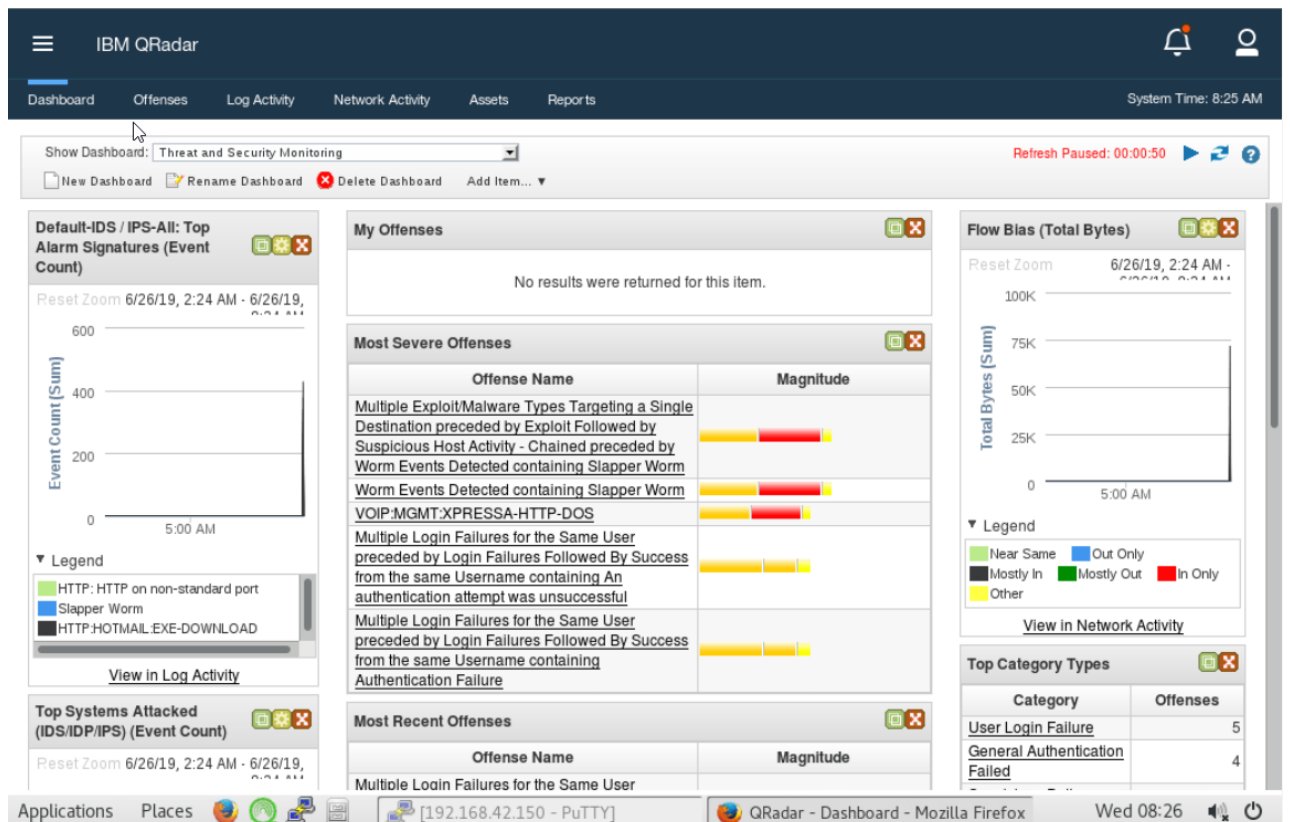 IBM QRadar
Dashboard Offenses Log Activity Network Activity Assets Reports System Time: 8:25 AM
Show Dashboard: Threat and Security Monitoring Refresh Paused: 00:00:50
New Dashboard Rename Dashboard Delete Dashboard Add Item... ▼
Default-IDS / IPS-All: Top
Alarm Signatures (Event
Count)
Reset Zoom 6/26/19, 2:24 AM - 6/26/19,
600
400
200
0
Event Count (Sum)
5:00 AM
▼ Legend
HTTP: HTTP on non-standard port
Slapper Worm
HTTP:HOTMAIL:EXE-DOWNLOAD
View in Log Activity
Top Systems Attacked
(IDS/IDP/IPS) (Event Count)
Reset Zoom 6/26/19, 2:24 AM - 6/26/19,
My Offenses
No results were returned for this item.
Most Severe Offenses
Offense Name Magnitude
Multiple Exploit/Malware Types Targeting a Single
Destination preceded by Exploit Followed by
Suspicious Host Activity - Chained preceded by
Worm Events Detected containing Slapper Worm
Worm Events Detected containing Slapper Worm
VOIP:MGMT:XPRESSA-HTTP-DOS
Multiple Login Failures for the Same User
preceded by Login Failures Followed By Success
from the same Username containing An
authentication attempt was unsuccessful
Multiple Login Failures for the Same User
preceded by Login Failures Followed By Success
from the same Username containing
Authentication Failure
Most Recent Offenses
Offense Name Magnitude
Multiple Login Failures for the Same User
Flow Bias (Total Bytes)
Reset Zoom 6/26/19, 2:24 AM -
100K
75K
50K
25K
0
Total Bytes (Sum)
5:00 AM
▼ Legend
Near Same Out Only
Mostly In Mostly Out In Only
Other
View in Network Activity
Top Category Types
Category Offenses
User Login Failure 5
General Authentication
Failed 4
Applications Places [192.168.42.150 - PuTTY] QRadar - Dashboard - Mozilla Firefox Wed 08:26